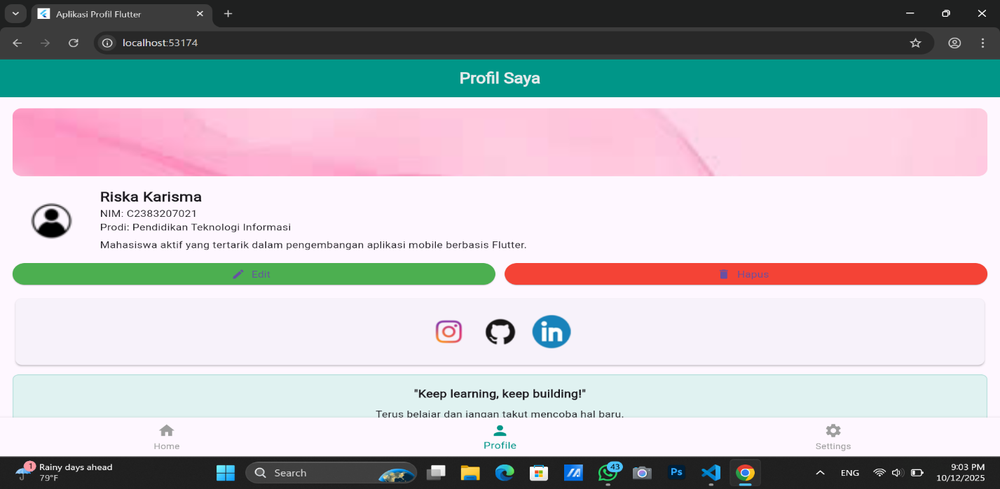 Aplikasi Profil Flutter
localhost:53174
Profil Saya
Riska Karisma
NIM: C2383207021
Prodi: Pendidikan Teknologi Informasi
Mahasiswa aktif yang tertarik dalam pengembangan aplikasi mobile berbasis Flutter.
Edit
Hapus
in
"Keep learning, keep building!"
Terus belajar dan jangan takut mencoba hal baru.
Home
Profile
Settings
1
Rainy days ahead
79°F
Search
43
Ps
ENG
9:03 PM
10/12/2025